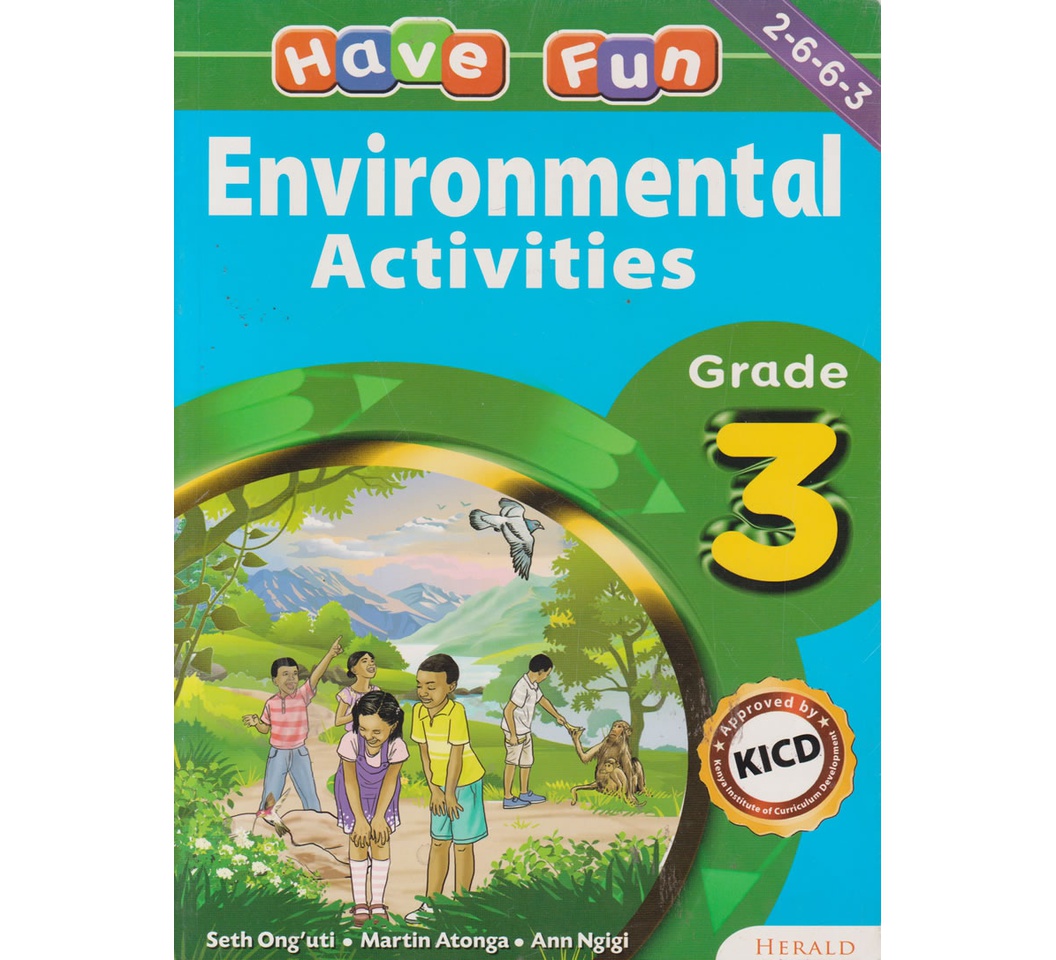 Have Fun
2-6-6-3
Environmental
Activities
Grade
3
Approved by
KICD
Kenya Institute of Curriculum Development
Seth Ong'uti • Martin Atonga • Ann Ngigi
HERALD